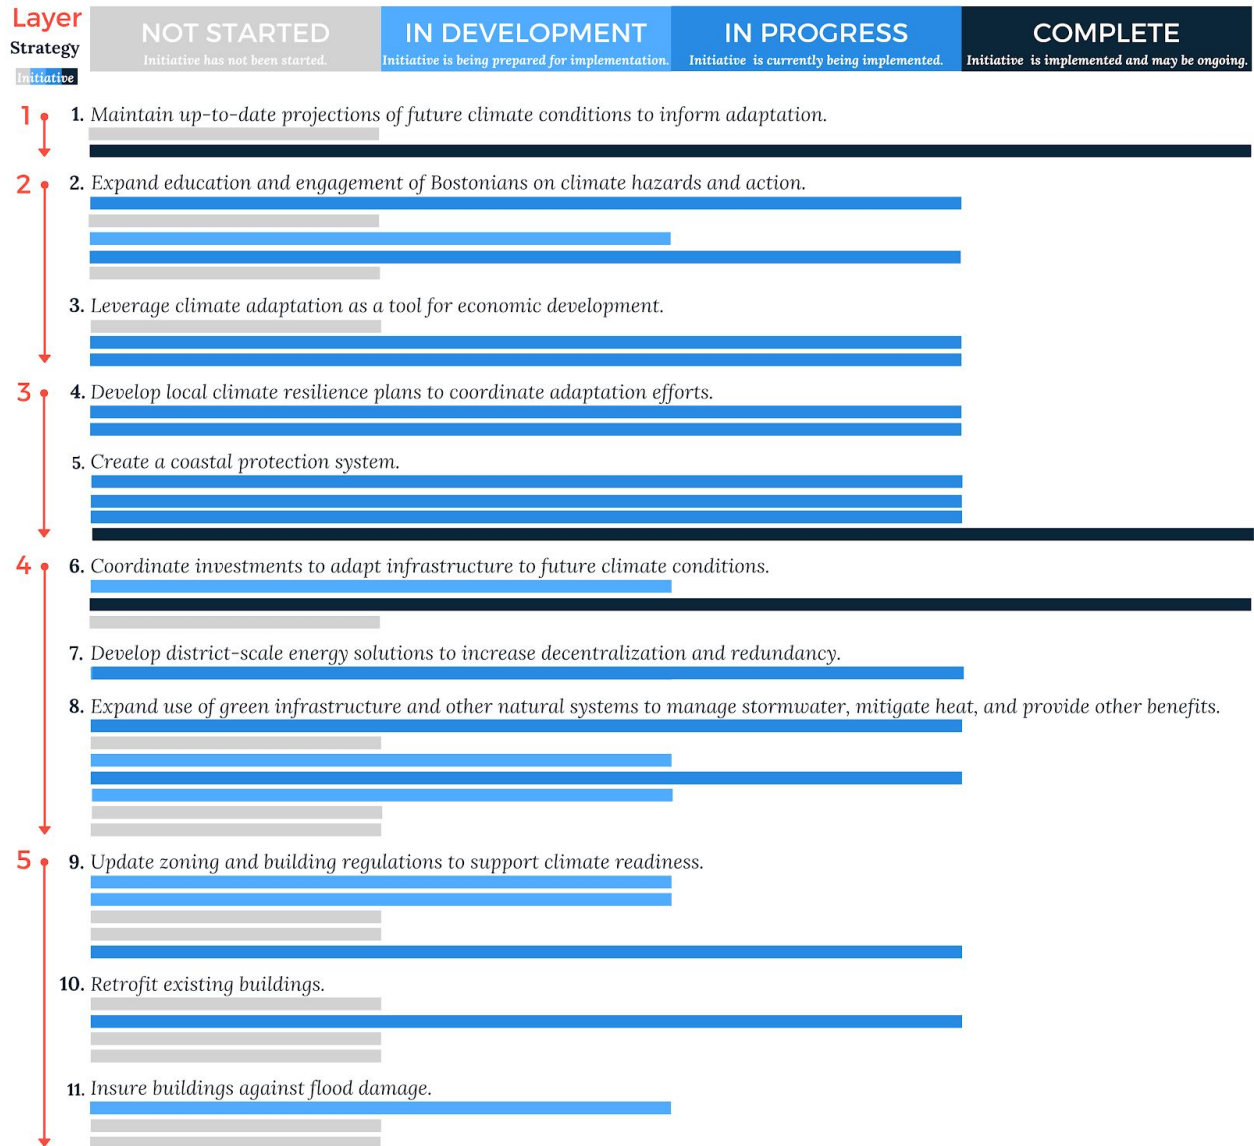 Layer
Strategy
Initiative
NOT STARTED
Initiative has not been started.
IN DEVELOPMENT
Initiative is being prepared for implementation.
IN PROGRESS
Initiative is currently being implemented.
COMPLETE
Initiative is implemented and may be ongoing.
1
1. Maintain up-to-date projections of future climate conditions to inform adaptation.
2
2. Expand education and engagement of Bostonians on climate hazards and action.
3. Leverage climate adaptation as a tool for economic development.
3
4. Develop local climate resilience plans to coordinate adaptation efforts.
5. Create a coastal protection system.
4
6. Coordinate investments to adapt infrastructure to future climate conditions.
7. Develop district-scale energy solutions to increase decentralization and redundancy.
8. Expand use of green infrastructure and other natural systems to manage stormwater, mitigate heat, and provide other benefits.
5
9. Update zoning and building regulations to support climate readiness.
10. Retrofit existing buildings.
11. Insure buildings against flood damage.